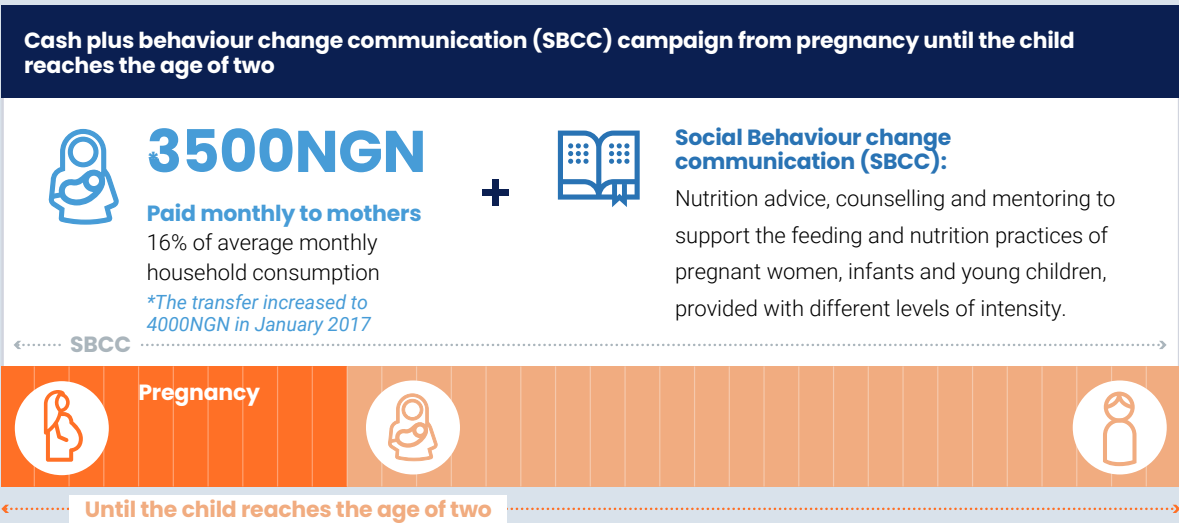 Cash plus behaviour change communication (SBCC) campaign from pregnancy until the child
reaches the age of two
*3500NGN
Paid monthly to mothers
16% of average monthly
household consumption
*The transfer increased to
4000NGN in January 2017
+
Social Behaviour change
communication (SBCC):
Nutrition advice, counselling and mentoring to
support the feeding and nutrition practices of
pregnant women, infants and young children,
provided with different levels of intensity.
SBCC
Pregnancy
Until the child reaches the age of two